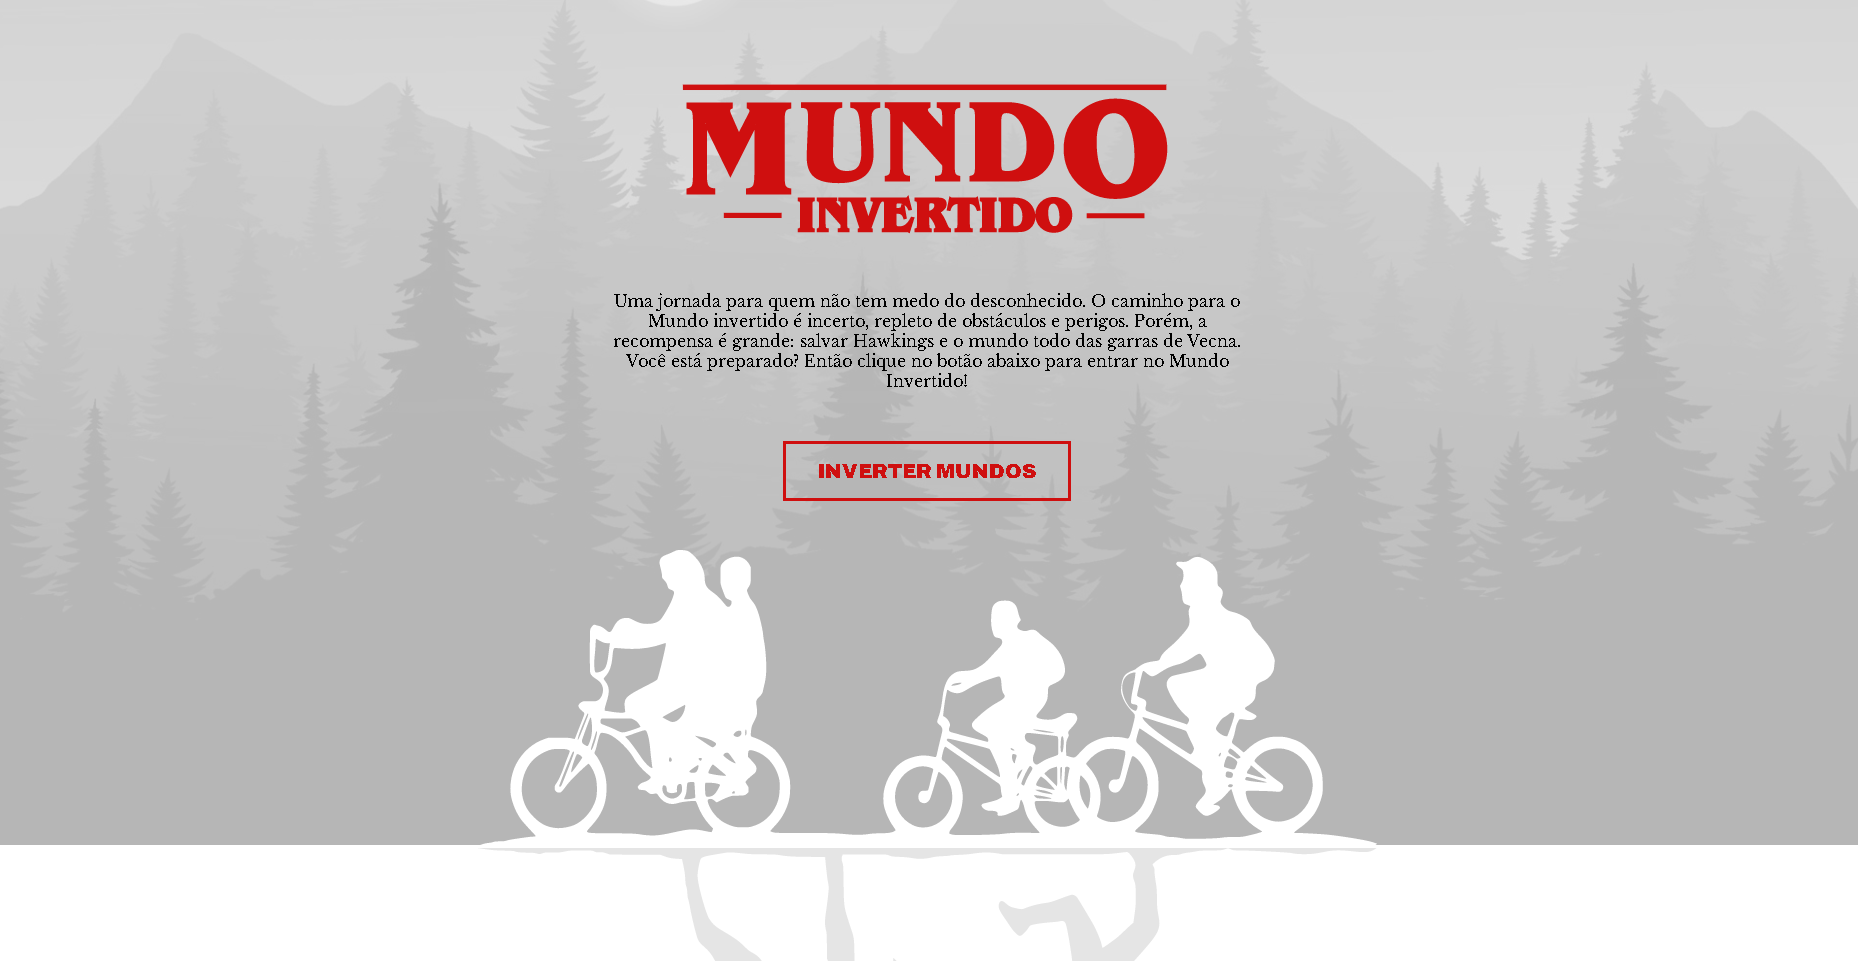 MUNDO
INVERTIDO
Uma jornada para quem não tem medo do desconhecido. O caminho para o
Mundo invertido é incerto, repleto de obstáculos e perigos. Porém, a
recompensa é grande: salvar Hawkings e o mundo todo das garras de Vecna.
Você está preparado? Então clique no botão abaixo para entrar no Mundo
Invertido!
INVERTER MUNDOS